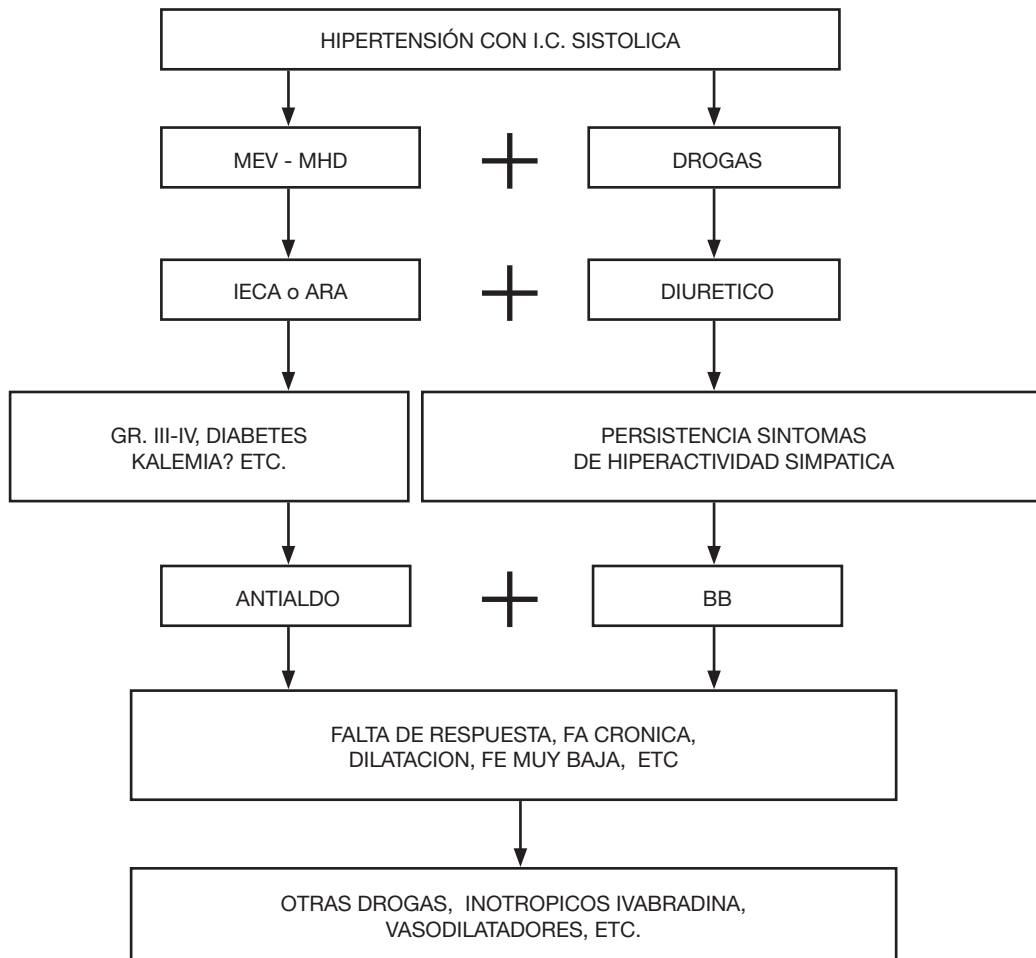 HIPERTENSIÓN CON I.C. SISTOLICA
MEV - MHD
DROGAS
IECA o ARA
DIURETICO
GR. III-IV, DIABETES
KALEMIA? ETC.
PERSISTENCIA SINTOMAS
DE HIPERACTIVIDAD SIMPATICA
ANTIALDO
BB
FALTA DE RESPUESTA, FA CRONICA,
DILATACION, FE MUY BAJA, ETC
OTRAS DROGAS, INOTROPICOS IVABRADINA,
VASODILATADORES, ETC.